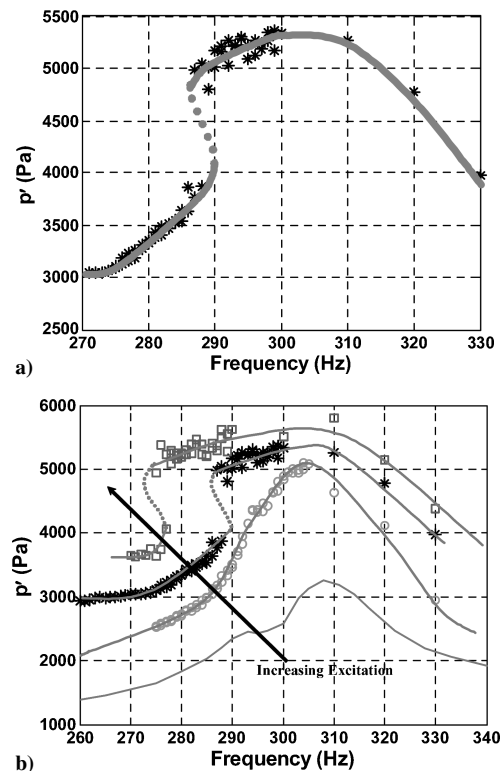 5500
5000
4500
4000
3500
3000
2500
p′ (Pa)
270 280 290 300 310 320 330
Frequency (Hz)
a)
6000
5000
4000
3000
2000
1000
p′ (Pa)
Increasing Excitation
260 270 280 290 300 310 320 330 340
Frequency (Hz)
b)